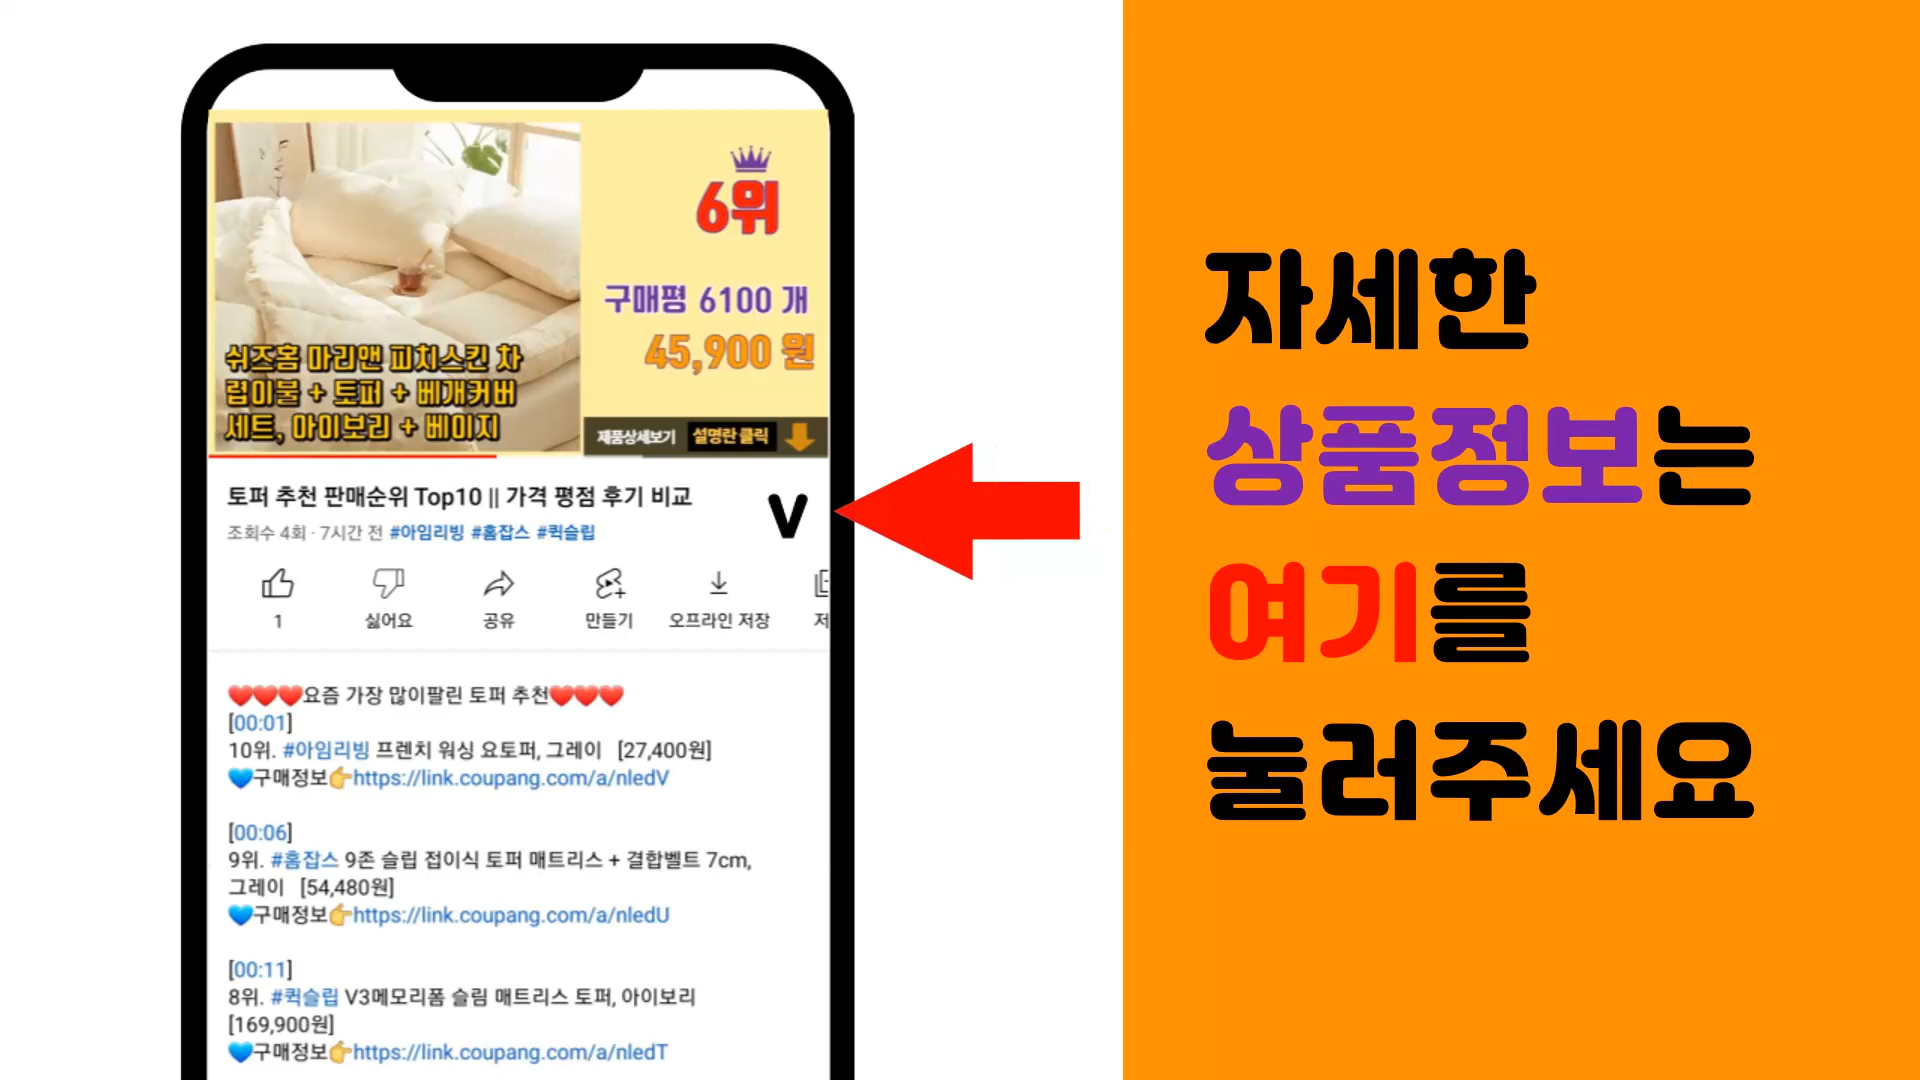 6위
구매평 6100 개
45,900 원
쉬즈홈 마리앤 피치스킨 차
렵이불 + 토퍼 + 베개커버
세트, 아이보리 + 베이지
제품상세보기 설명란 클릭
토퍼 추천 판매순위 Top10 || 가격 평점 후기 비교
V
조회수 4회 · 7시간 전 #아임리빙 #홈잡스 #퀵슬립
1 싫어요 공유 만들기 오프라인 저장 저
❤️❤️❤️요즘 가장 많이팔린 토퍼 추천❤️❤️❤️
[00:01]
10위. #아임리빙 프렌치 워싱 요토퍼, 그레이 [27,400원]
💙구매정보👉https://link.coupang.com/a/nledV
[00:06]
9위. #홈잡스 9존 슬립 접이식 토퍼 매트리스 + 결합벨트 7cm,
그레이 [54,480원]
💙구매정보👉https://link.coupang.com/a/nledU
[00:11]
8위. #퀵슬립 V3메모리폼 슬림 매트리스 토퍼, 아이보리
[169,900원]
💙구매정보👉https://link.coupang.com/a/nledT
자세한
상품정보는
여기를
눌러주세요